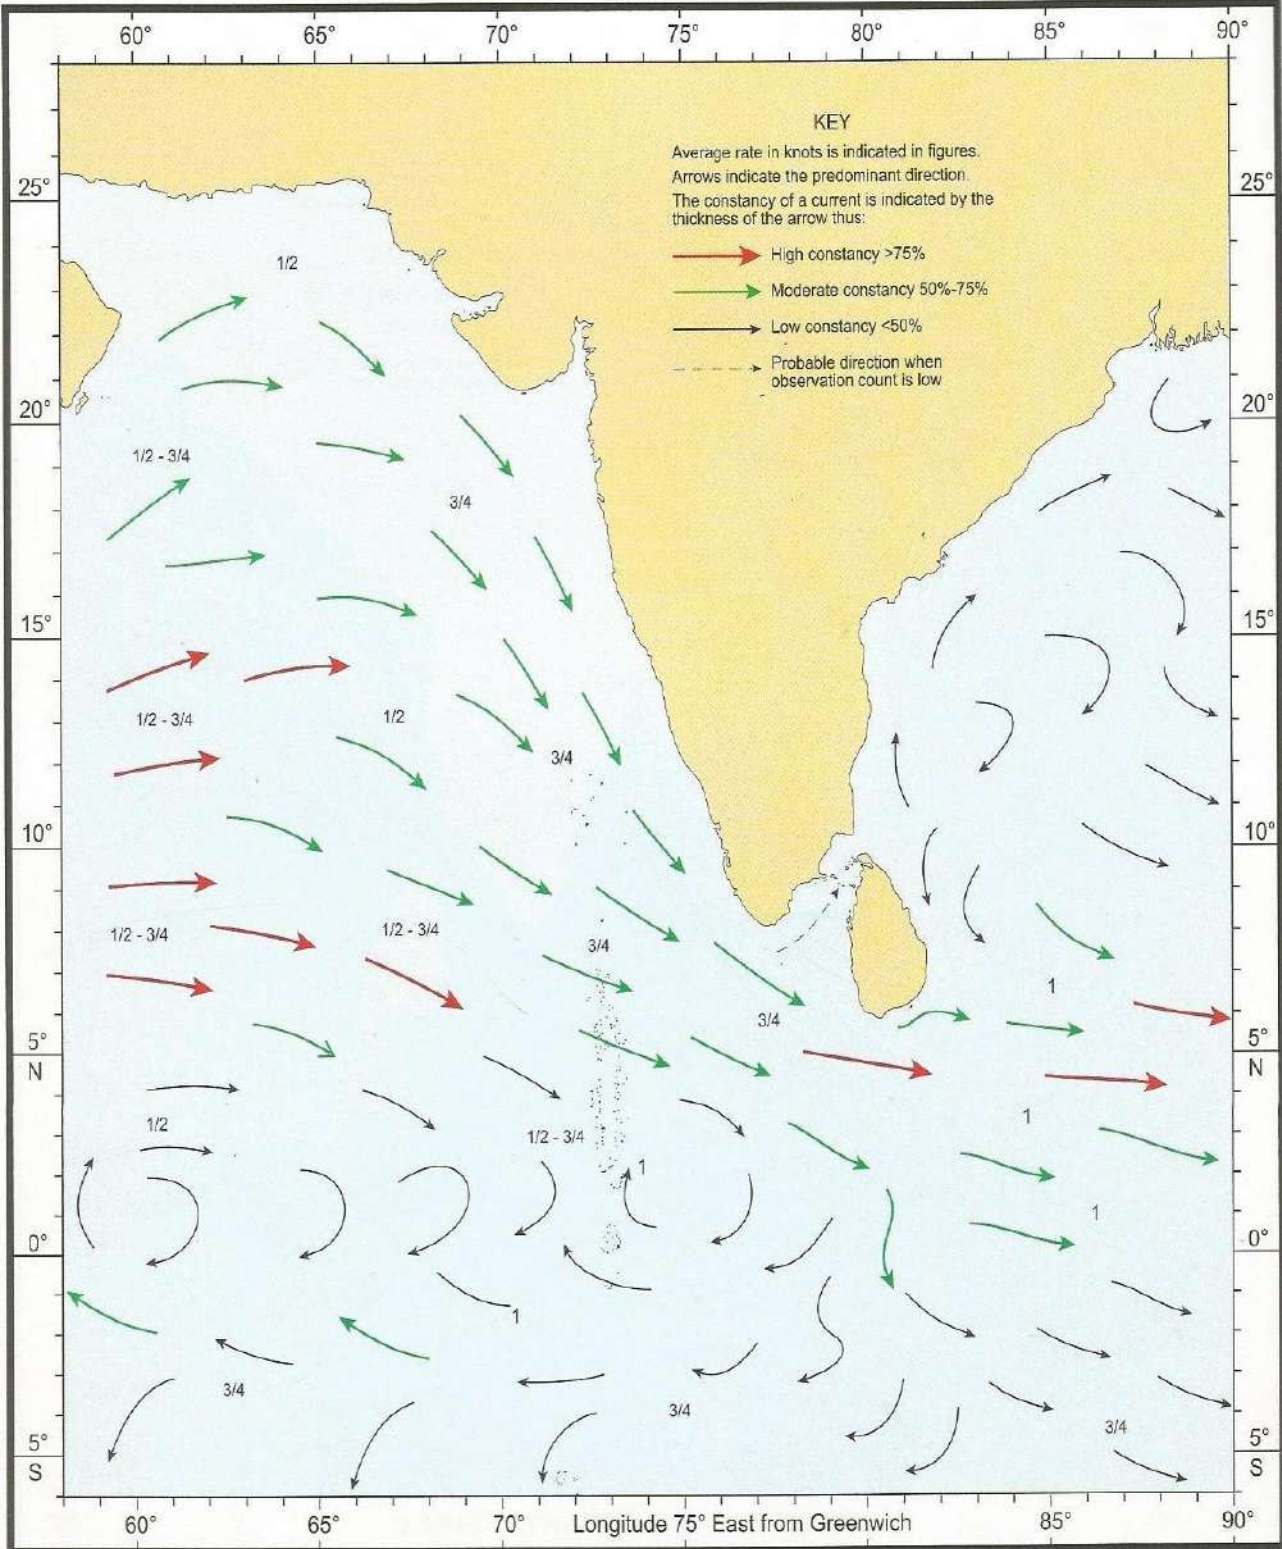 60° 65° 70° 75° 80° 85° 90°
KEY
Average rate in knots is indicated in figures.
Arrows indicate the predominant direction.
The constancy of a current is indicated by the
thickness of the arrow thus:
High constancy >75%
Moderate constancy 50%-75%
Low constancy <50%
Probable direction when
observation count is low
25° 25°
1/2
20° 20°
1/2 - 3/4
3/4
15° 15°
1/2 - 3/4
1/2
3/4
10° 10°
1/2 - 3/4
1/2 - 3/4
3/4
1
3/4
5° 5°
N N
1/2
1
1/2 - 3/4
1
1
0° 0°
1
3/4
3/4
3/4
5° 5°
S S
60° 65° 70° Longitude 75° East from Greenwich 85° 90°